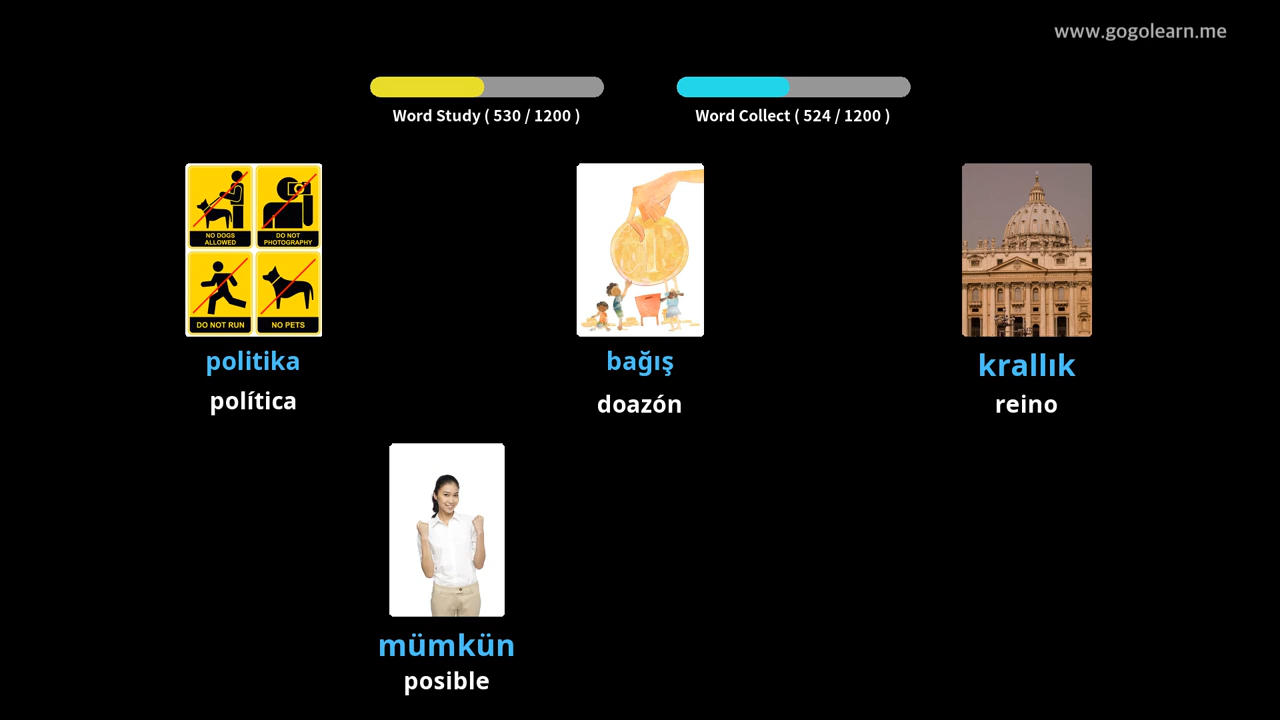 www.gogolearn.me
Word Study ( 530 / 1200 )
Word Collect ( 524 / 1200 )
NO DOGS
ALLOWED
DO NOT
PHOTOGRAPHY
DO NOT RUN
NO PETS
politika
política
bağış
doazón
krallık
reino
mümkün
posible